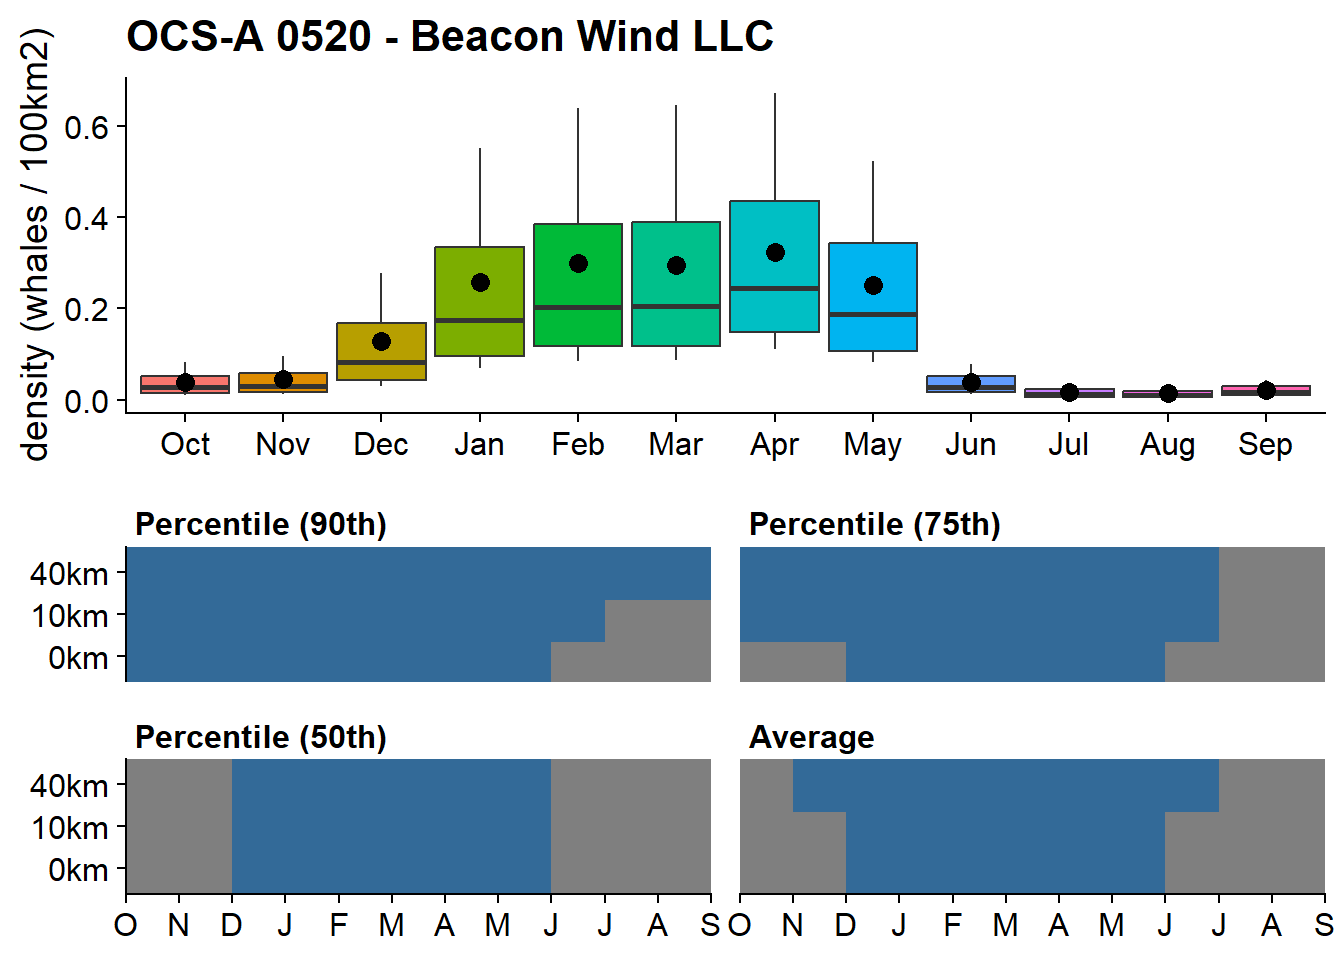 OCS-A 0520 - Beacon Wind LLC
density (whales / 100km2)
0.6
0.4
0.2
0.0
Oct Nov Dec Jan Feb Mar Apr May Jun Jul Aug Sep
Percentile (90th) Percentile (75th)
40km
10km
0km
Percentile (50th) Average
40km
10km
0km
O N D J F M A M J J A S O N D J F M A M J J A S